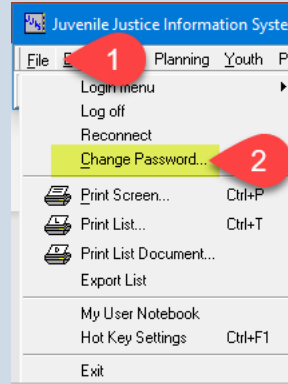 Juvenile Justice Information Syste
File E 1 Planning Youth P
Login menu
Log off
Reconnect
Change Password... 2
Print Screen... Ctrl+P
Print List... Ctrl+T
Print List Document...
Export List
My User Notebook
Hot Key Settings Ctrl+F1
Exit